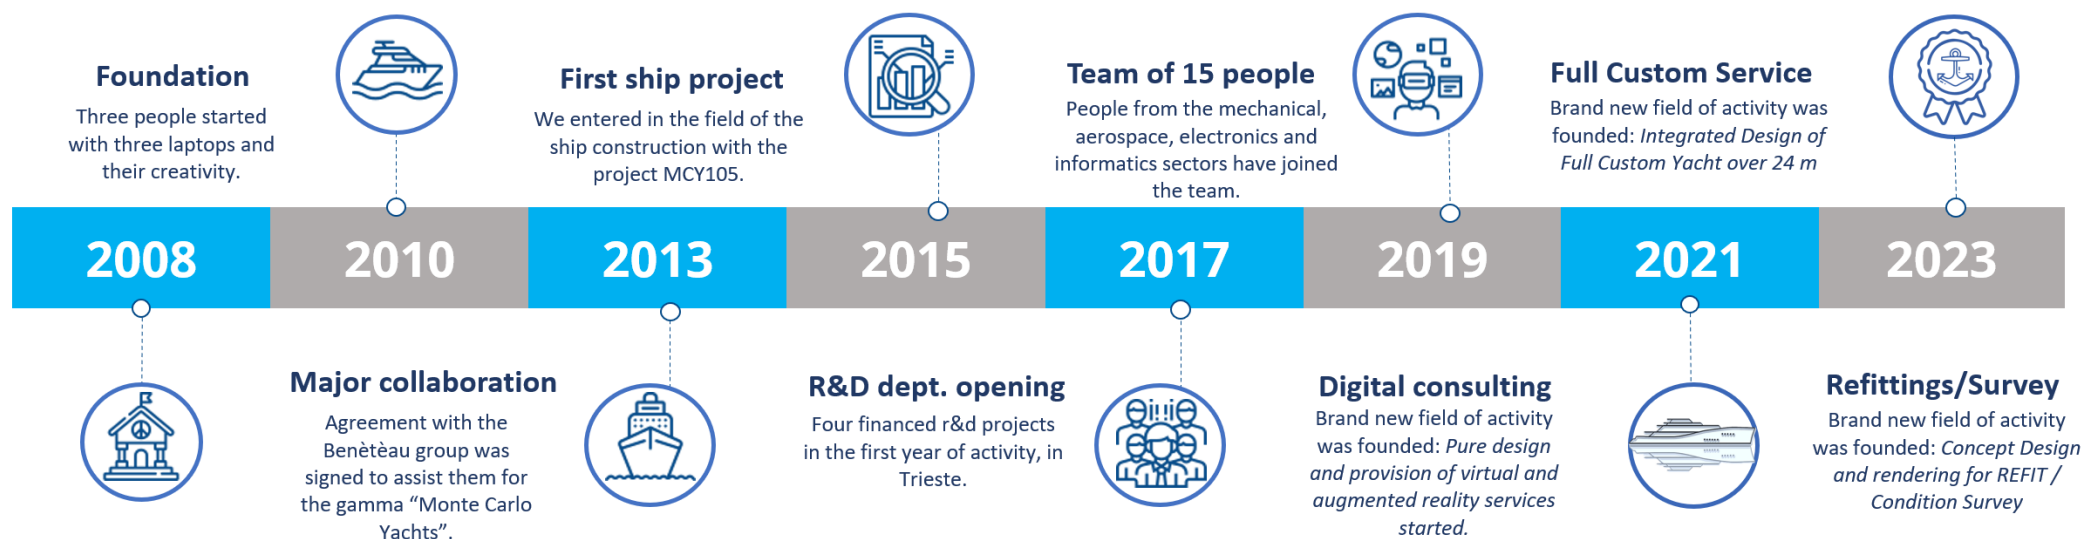 Foundation
Three people started
with three laptops and
their creativity.
First ship project
We entered in the field of the
ship construction with the
project MCY105.
Team of 15 people
People from the mechanical,
aerospace, electronics and
informatics sectors have joined
the team.
Full Custom Service
Brand new field of activity was
founded: Integrated Design of
Full Custom Yacht over 24 m
2008
2010
2013
2015
2017
2019
2021
2023
Major collaboration
Agreement with the
Benètèau group was
signed to assist them for
the gamma “Monte Carlo
Yachts”.
R&D dept. opening
Four financed r&d projects
in the first year of activity, in
Trieste.
Digital consulting
Brand new field of activity
was founded: Pure design
and provision of virtual and
augmented reality services
started.
Refittings/Survey
Brand new field of activity
was founded: Concept Design
and rendering for REFIT /
Condition Survey